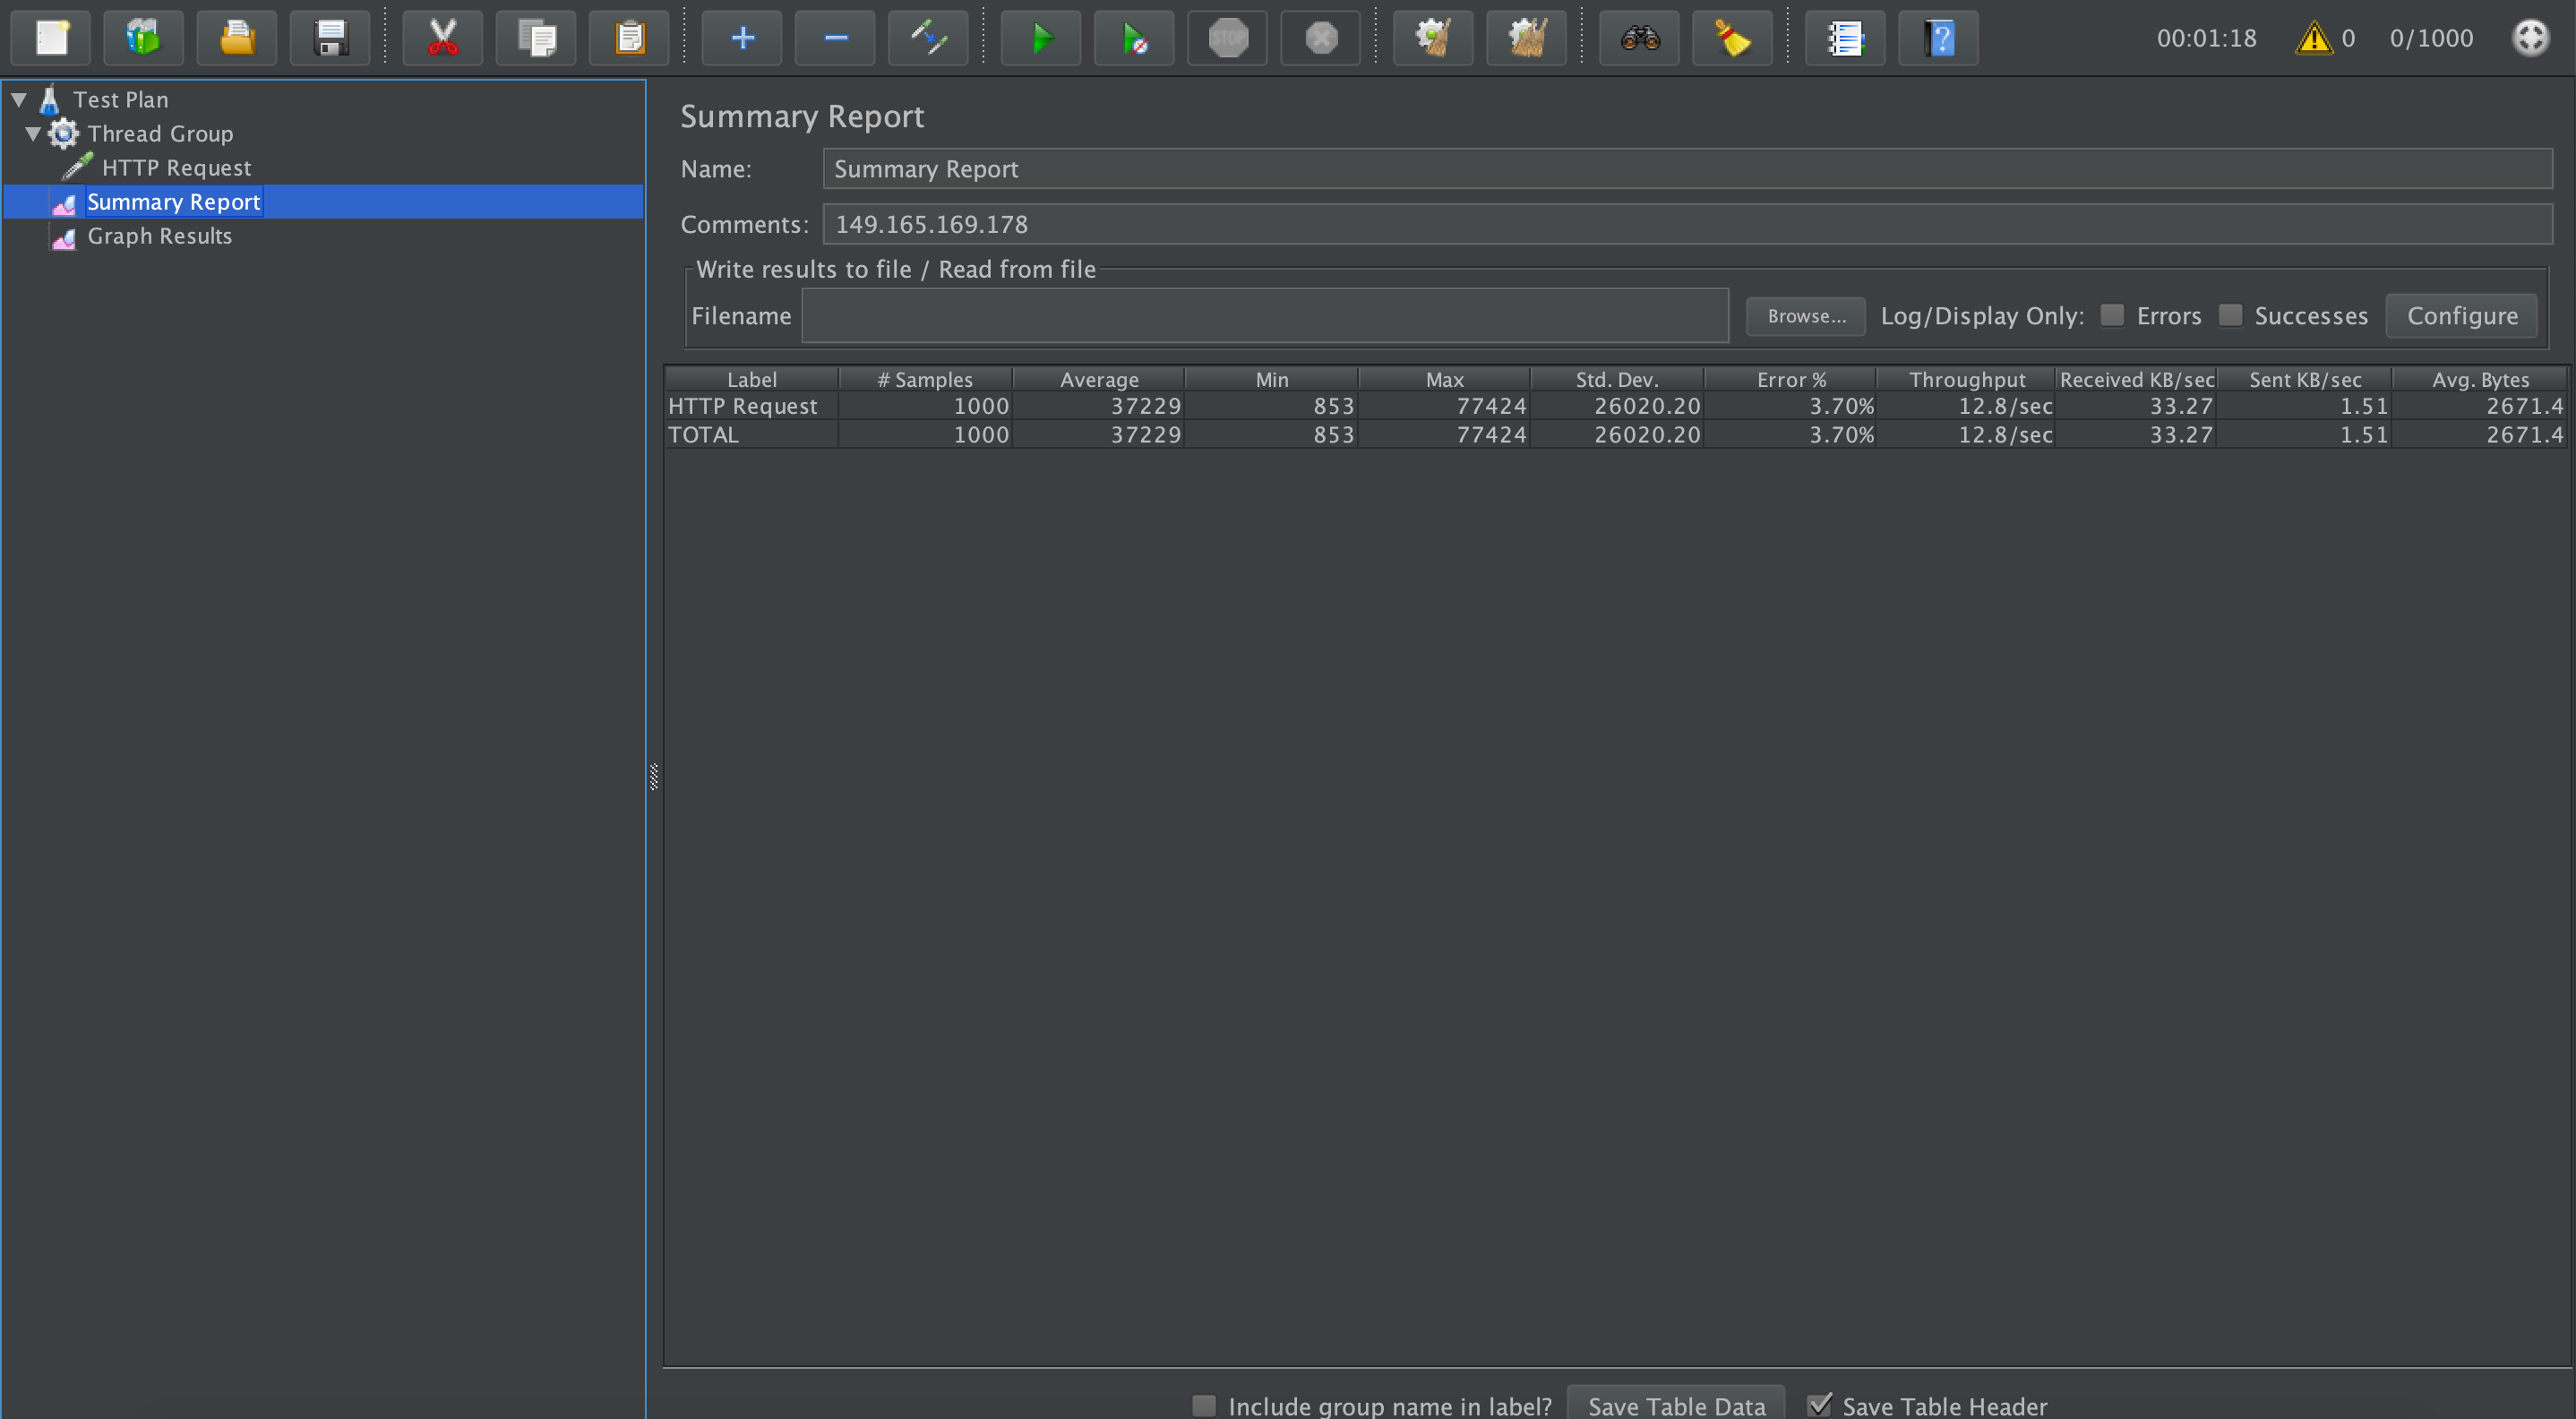 STOP
00:01:18 0 0/1000
Test Plan
Thread Group
HTTP Request
Summary Report
Graph Results
Summary Report
Name: Summary Report
Comments: 149.165.169.178
Write results to file / Read from file
Filename Browse... Log/Display Only: Errors Successes Configure
Label # Samples Average Min Max Std. Dev. Error % Throughput Received KB/sec Sent KB/sec Avg. Bytes
HTTP Request 1000 37229 853 77424 26020.20 3.70% 12.8/sec 33.27 1.51 2671.4
TOTAL 1000 37229 853 77424 26020.20 3.70% 12.8/sec 33.27 1.51 2671.4
Include group name in label? Save Table Data Save Table Header